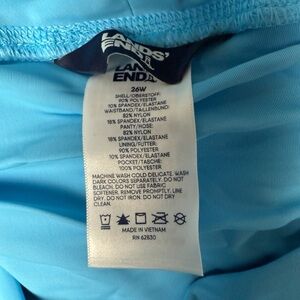 LANDS'
END
LAN
END
26W
SHELL/OBERSTOFF:
90% POLYESTER
10% SPANDEX/ELASTANE
WAISTBAND/TAILLENBUND:
82% NYLON
18% SPANDEX/ELASTANE
PANTY/HOSE:
82% NYLON
18% SPANDEX/ELASTANE
LINING/FUTTER:
90% POLYESTER
10% SPANDEX/ELASTANE
POCKET/TASCHE:
100% POLYESTER
MACHINE WASH COLD DELICATE. WASH
DARK COLORS SEPARATELY. DO NOT
BLEACH. DO NOT USE FABRIC
SOFTENER. REMOVE PROMPTLY. LINE
DRY. DO NOT IRON. DO NOT DRY
CLEAN.
MADE IN VIETNAM
RN 62830